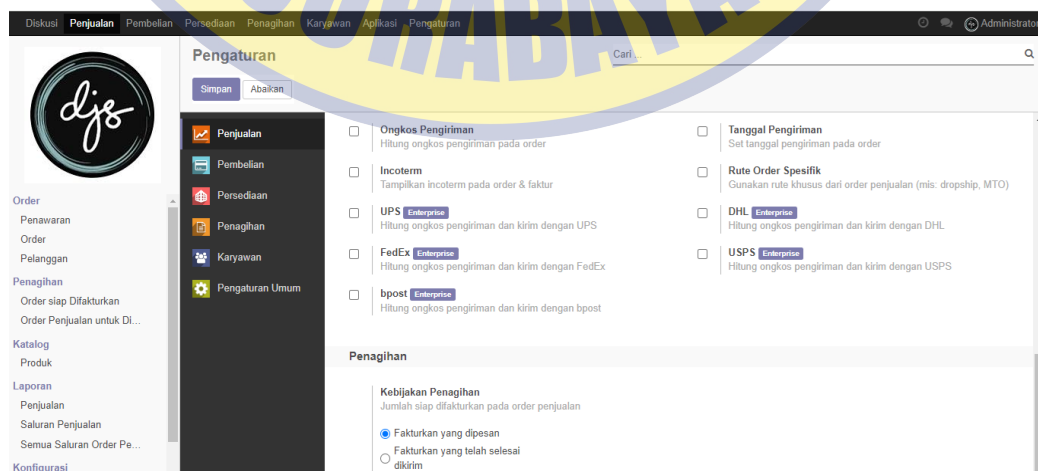 SURABAYA
Diskusi Penjualan Pembelian Persediaan Penagihan Karyawan Aplikasi Pengaturan Administrator
djs
Pengaturan
Cari ...
Simpan Abaikan
Penjualan
Pembelian
Persediaan
Penagihan
Karyawan
Pengaturan Umum
Order
Penawaran
Order
Pelanggan
Penagihan
Order siap Difakturkan
Order Penjualan untuk Di...
Katalog
Produk
Laporan
Penjualan
Saluran Penjualan
Semua Saluran Order Pe...
Konfigurasi
Ongkos Pengiriman
Hitung ongkos pengiriman pada order
Tanggal Pengiriman
Set tanggal pengiriman pada order
Incoterm
Tampilkan incoterm pada order & faktur
Rute Order Spesifik
Gunakan rute khusus dari order penjualan (mis: dropship, MTO)
UPS Enterprise
Hitung ongkos pengiriman dan kirim dengan UPS
DHL Enterprise
Hitung ongkos pengiriman dan kirim dengan DHL
FedEx Enterprise
Hitung ongkos pengiriman dan kirim dengan FedEx
USPS Enterprise
Hitung ongkos pengiriman dan kirim dengan USPS
bpost Enterprise
Hitung ongkos pengiriman dan kirim dengan bpost
Penagihan
Kebijakan Penagihan
Jumlah siap difakturkan pada order penjualan
Fakturkan yang dipesan
Fakturkan yang telah selesai
dikirim